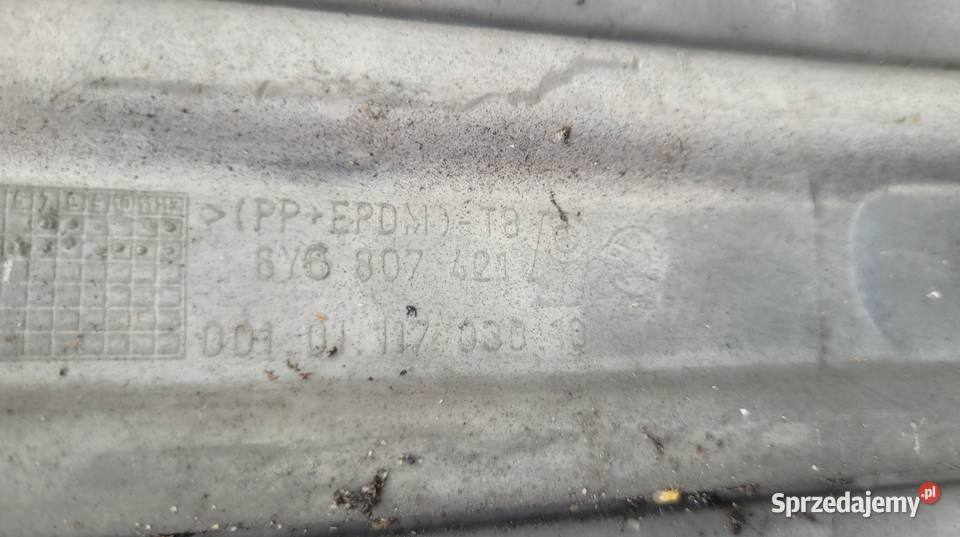 >(PP+EPDM)-T8
6Y6 807 421
001 01.117 030 13
Sprzedajemy.pl